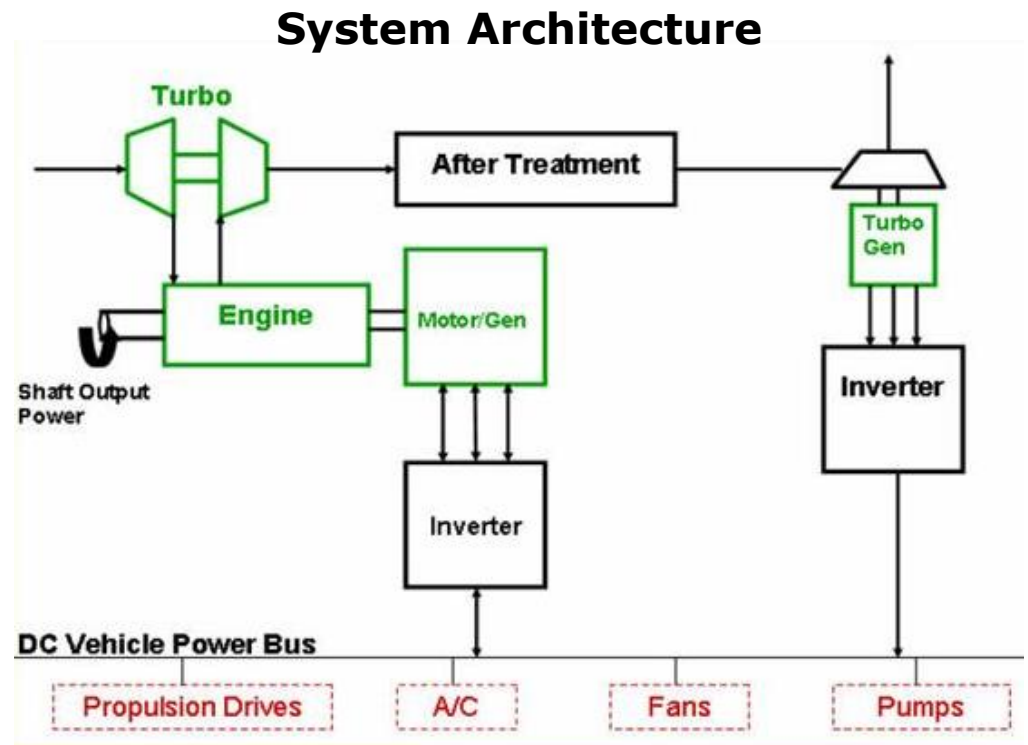 System Architecture
Turbo
After Treatment
Turbo
Gen
Engine
Motor/Gen
Inverter
Shaft Output
Power
Inverter
DC Vehicle Power Bus
Propulsion Drives
A/C
Fans
Pumps